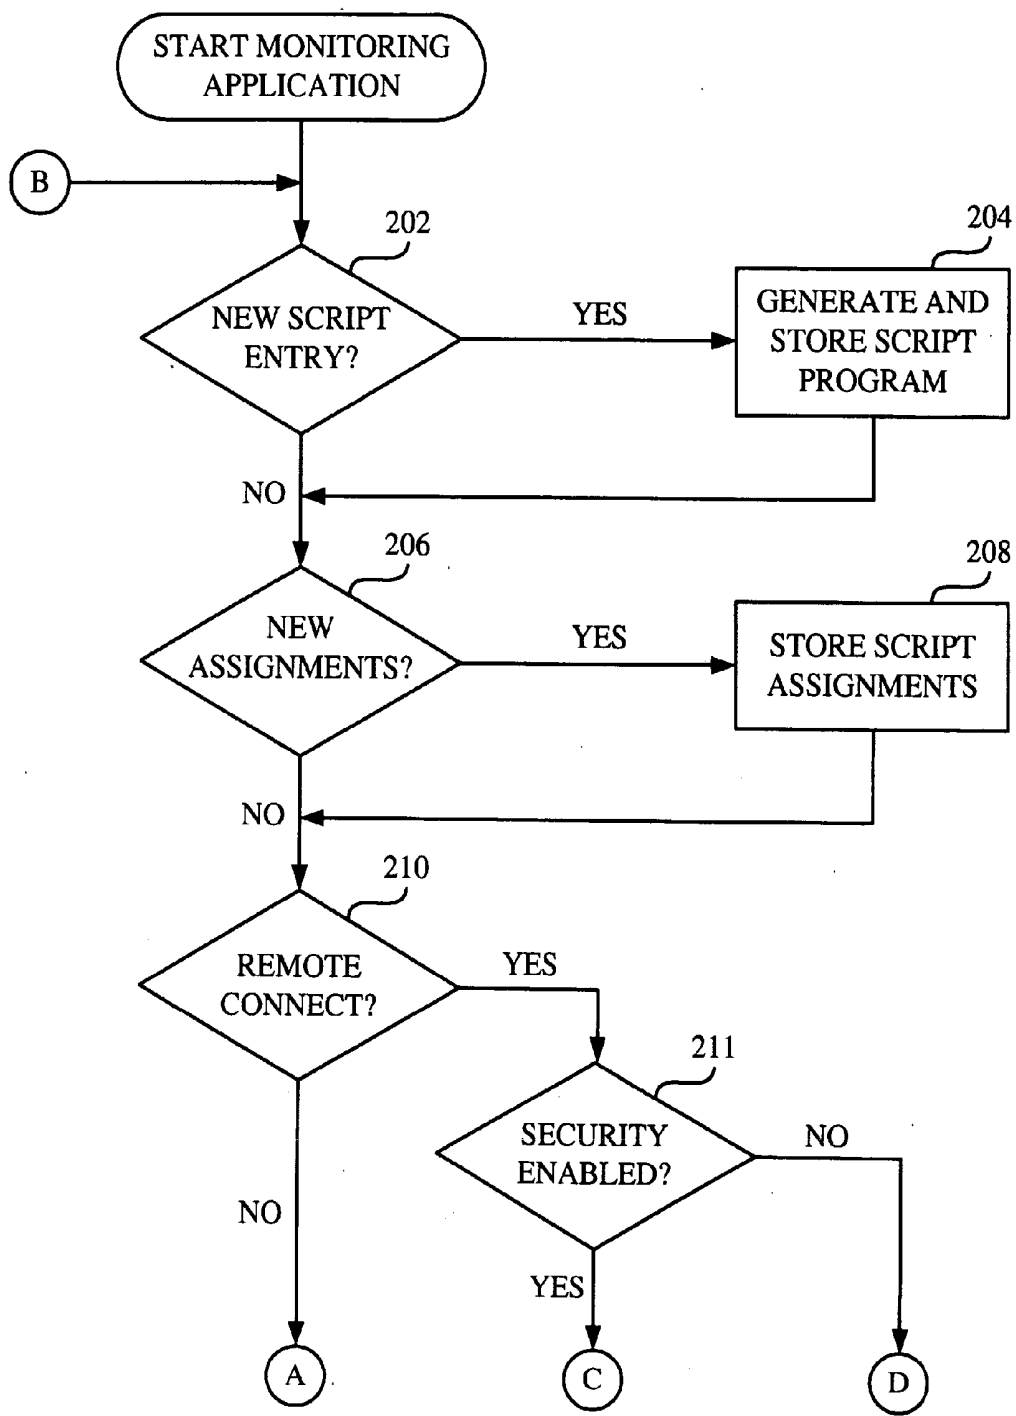 START MONITORING
APPLICATION
B
202
NEW SCRIPT
ENTRY?
YES
204
GENERATE AND
STORE SCRIPT
PROGRAM
NO
206
NEW
ASSIGNMENTS?
YES
208
STORE SCRIPT
ASSIGNMENTS
NO
210
REMOTE
CONNECT?
YES
211
SECURITY
ENABLED?
NO
NO
YES
A
C
D